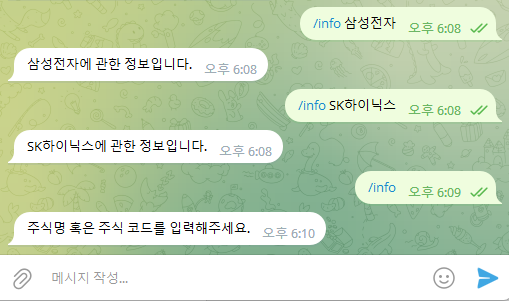 /info 삼성전자 오후 6:08
삼성전자에 관한 정보입니다. 오후 6:08
/info SK하이닉스 오후 6:08
SK하이닉스에 관한 정보입니다. 오후 6:08
/info 오후 6:09
주식명 혹은 주식 코드를 입력해주세요. 오후 6:10
메시지 작성...